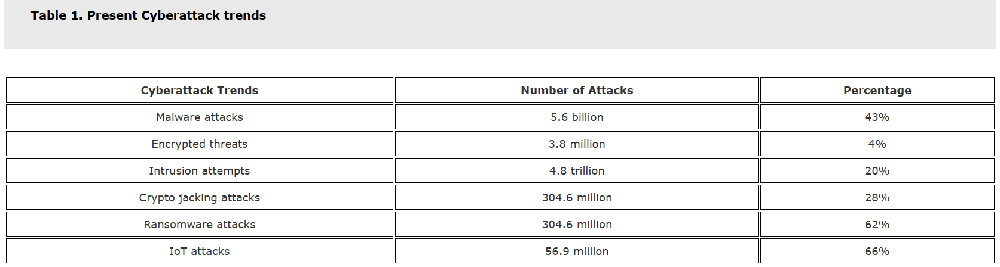 Table 1. Present Cyberattack trends
Cyberattack Trends Number of Attacks Percentage
Malware attacks 5.6 billion 43%
Encrypted threats 3.8 million 4%
Intrusion attempts 4.8 trillion 20%
Crypto jacking attacks 304.6 million 28%
Ransomware attacks 304.6 million 62%
IoT attacks 56.9 million 66%